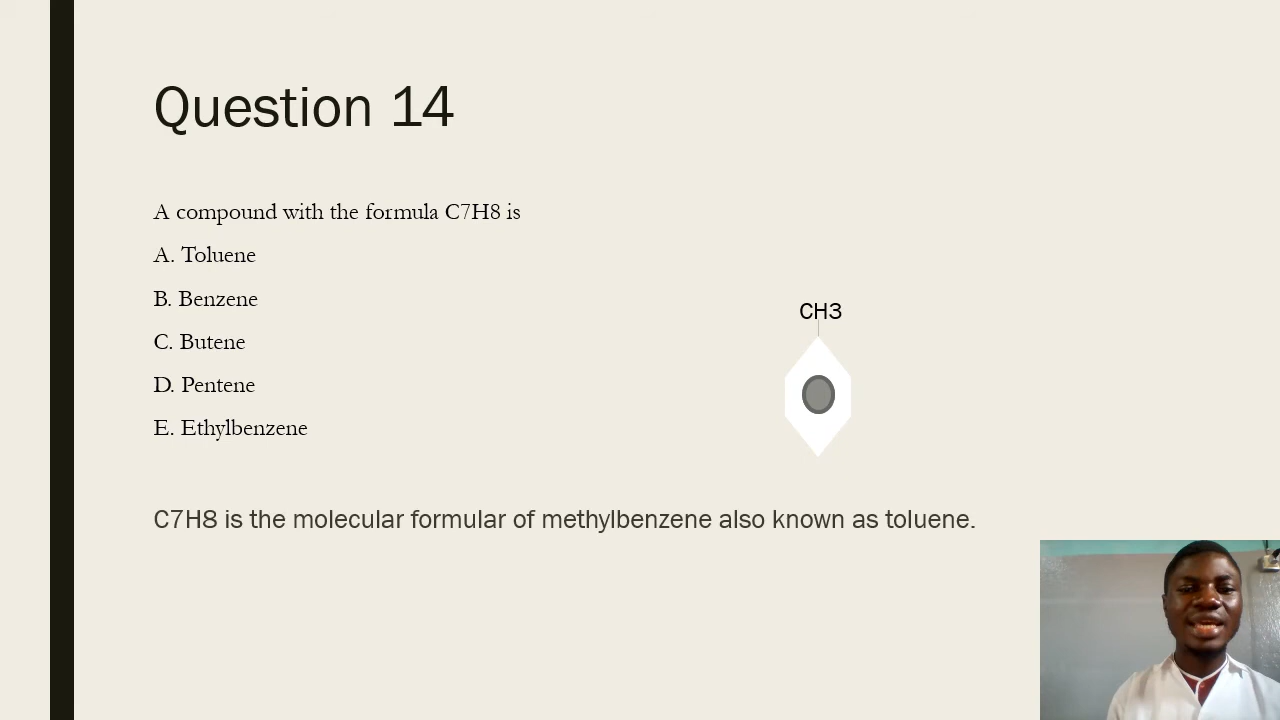 Question 14
A compound with the formula C7H8 is
A. Toluene
B. Benzene
C. Butene
D. Pentene
E. Ethylbenzene
CH3
C7H8 is the molecular formular of methylbenzene also known as toluene.